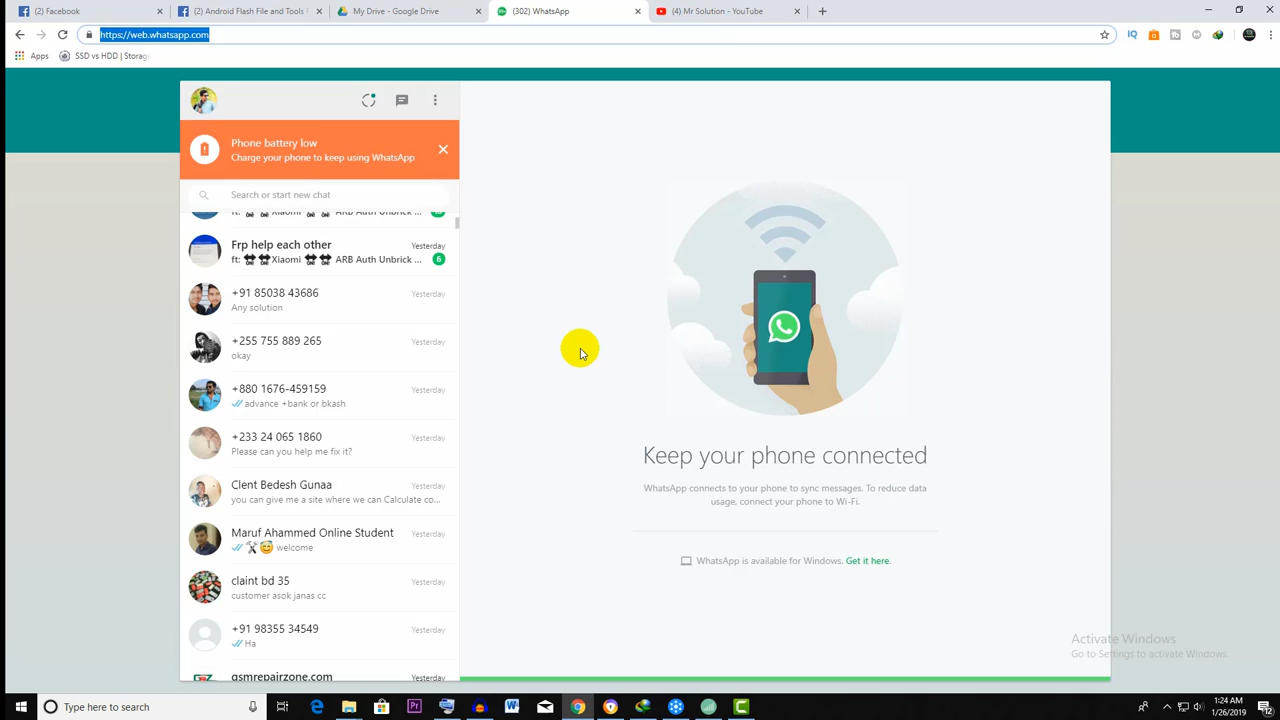 (2) Facebook
(2) Android Flash File and Tools
My Drive - Google Drive
(302) WhatsApp
(4) Mr Solution - YouTube
https://web.whatsapp.com
Apps
SSD vs HDD | Storag
Phone battery low
Charge your phone to keep using WhatsApp
Search or start new chat
ft: Xiaomi ARB Auth Unbrick ...
Frp help each other
Yesterday
ft: Xiaomi ARB Auth Unbrick ...
6
+91 85038 43686
Yesterday
Any solution
+255 755 889 265
Yesterday
okay
+880 1676-459159
Yesterday
advance +bank or bkash
+233 24 065 1860
Yesterday
Please can you help me fix it?
Clent Bedesh Gunaa
Yesterday
you can give me a site where we can Calculate co...
Maruf Ahammed Online Student
Yesterday
🛠😇 welcome
claint bd 35
Yesterday
customer asok janas cc
+91 98355 34549
Yesterday
Ha
gsmrepairzone.com
Yesterday
Keep your phone connected
WhatsApp connects to your phone to sync messages. To reduce data
usage, connect your phone to Wi-Fi.
WhatsApp is available for Windows. Get it here.
Activate Windows
Go to Settings to activate Windows.
Type here to search
1:24 AM
1/26/2019